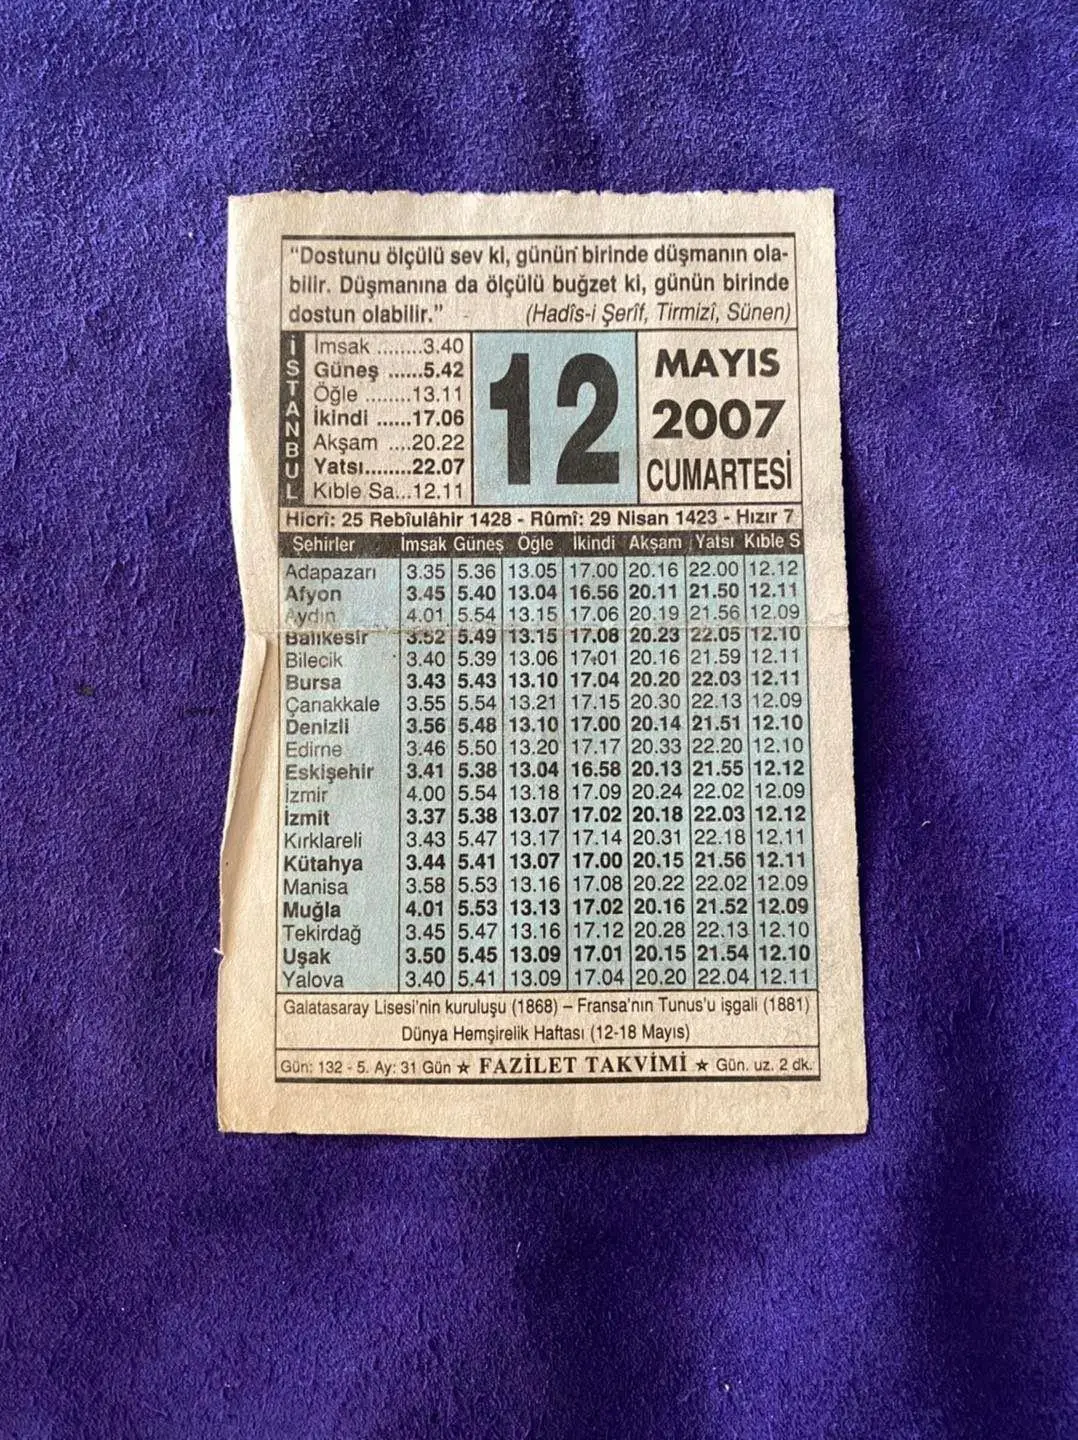 “Dostunu ölçülü sev ki, günün birinde düşmanın ola-
bilir. Düşmanına da ölçülü buğzet ki, günün birinde
dostun olabilir.” (Hadîs-i Şerîf, Tirmizî, Sünen)
İSTANBUL
İmsak ........3.40
Güneş ......5.42
Öğle ........13.11
İkindi ......17.06
Akşam ....20.22
Yatsı........22.07
Kıble Sa...12.11
12
MAYIS
2007
CUMARTESİ
Hicrî: 25 Rebîulâhir 1428 - Rûmî: 29 Nisan 1423 - Hızır 7
Şehirler İmsak Güneş Öğle İkindi Akşam Yatsı Kıble S
Adapazarı 3.35 5.36 13.05 17.00 20.16 22.00 12.12
Afyon 3.45 5.40 13.04 16.56 20.11 21.50 12.11
Aydın 4.01 5.54 13.15 17.06 20.19 21.56 12.09
Balıkesir 3.52 5.49 13.15 17.08 20.23 22.05 12.10
Bilecik 3.40 5.39 13.06 17.01 20.16 21.59 12.11
Bursa 3.43 5.43 13.10 17.04 20.20 22.03 12.11
Çanakkale 3.55 5.54 13.21 17.15 20.30 22.13 12.09
Denizli 3.56 5.48 13.10 17.00 20.14 21.51 12.10
Edirne 3.46 5.50 13.20 17.17 20.33 22.20 12.10
Eskişehir 3.41 5.38 13.04 16.58 20.13 21.55 12.12
İzmir 4.00 5.54 13.18 17.09 20.24 22.02 12.09
İzmit 3.37 5.38 13.07 17.02 20.18 22.03 12.12
Kırklareli 3.43 5.47 13.17 17.14 20.31 22.18 12.11
Kütahya 3.44 5.41 13.07 17.00 20.15 21.56 12.11
Manisa 3.58 5.53 13.16 17.08 20.22 22.02 12.09
Muğla 4.01 5.53 13.13 17.02 20.16 21.52 12.09
Tekirdağ 3.45 5.47 13.16 17.12 20.28 22.13 12.10
Uşak 3.50 5.45 13.09 17.01 20.15 21.54 12.10
Yalova 3.40 5.41 13.09 17.04 20.20 22.04 12.11
Galatasaray Lisesi’nin kuruluşu (1868) – Fransa’nın Tunus’u işgali (1881)
Dünya Hemşirelik Haftası (12-18 Mayıs)
Gün: 132 - 5. Ay: 31 Gün ★ FAZİLET TAKVİMİ ★ Gün. uz. 2 dk.